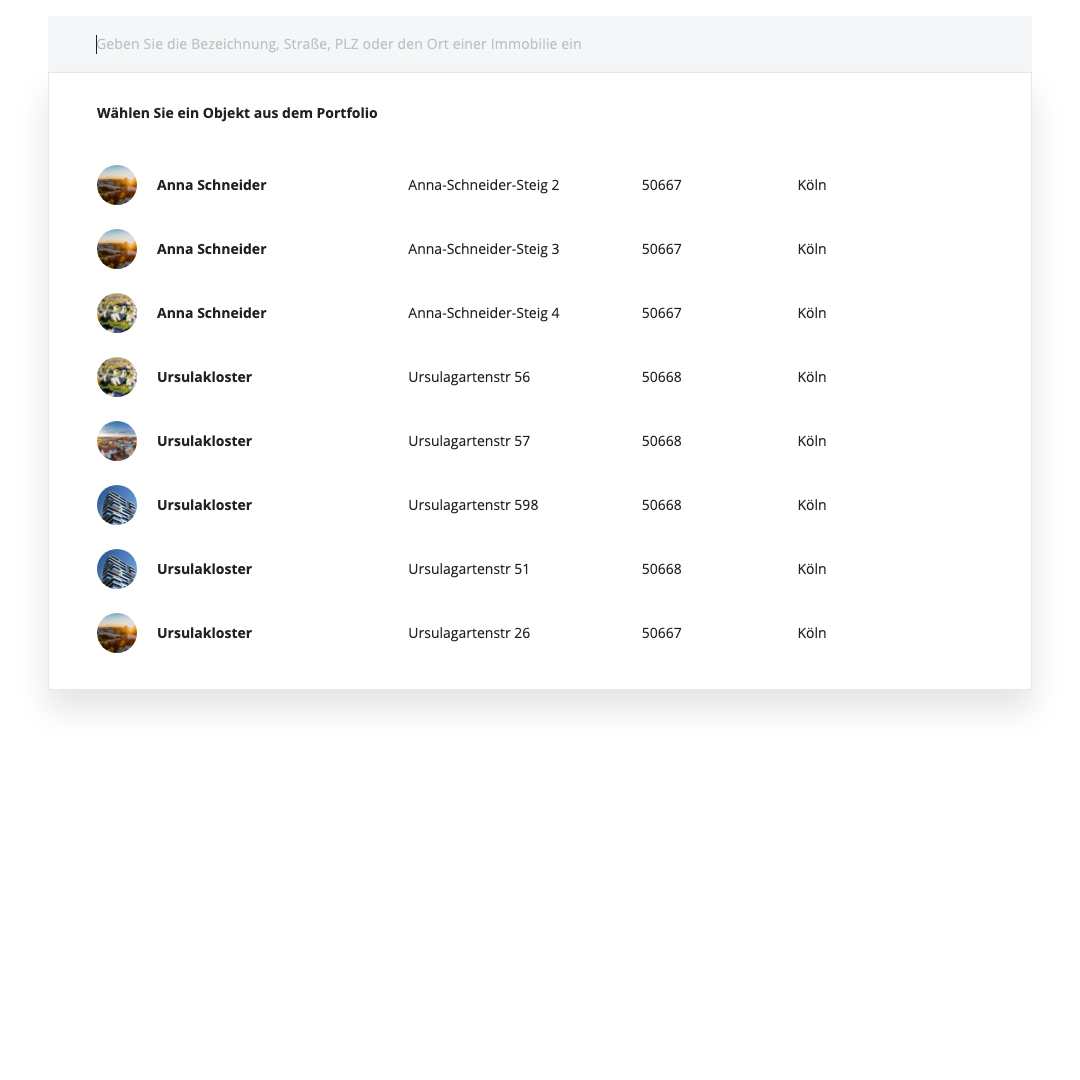 Geben Sie die Bezeichnung, Straße, PLZ oder den Ort einer Immobilie ein
Wählen Sie ein Objekt aus dem Portfolio
Anna Schneider Anna-Schneider-Steig 2 50667 Köln
Anna Schneider Anna-Schneider-Steig 3 50667 Köln
Anna Schneider Anna-Schneider-Steig 4 50667 Köln
Ursulakloster Ursulagartenstr 56 50668 Köln
Ursulakloster Ursulagartenstr 57 50668 Köln
Ursulakloster Ursulagartenstr 598 50668 Köln
Ursulakloster Ursulagartenstr 51 50668 Köln
Ursulakloster Ursulagartenstr 26 50667 Köln